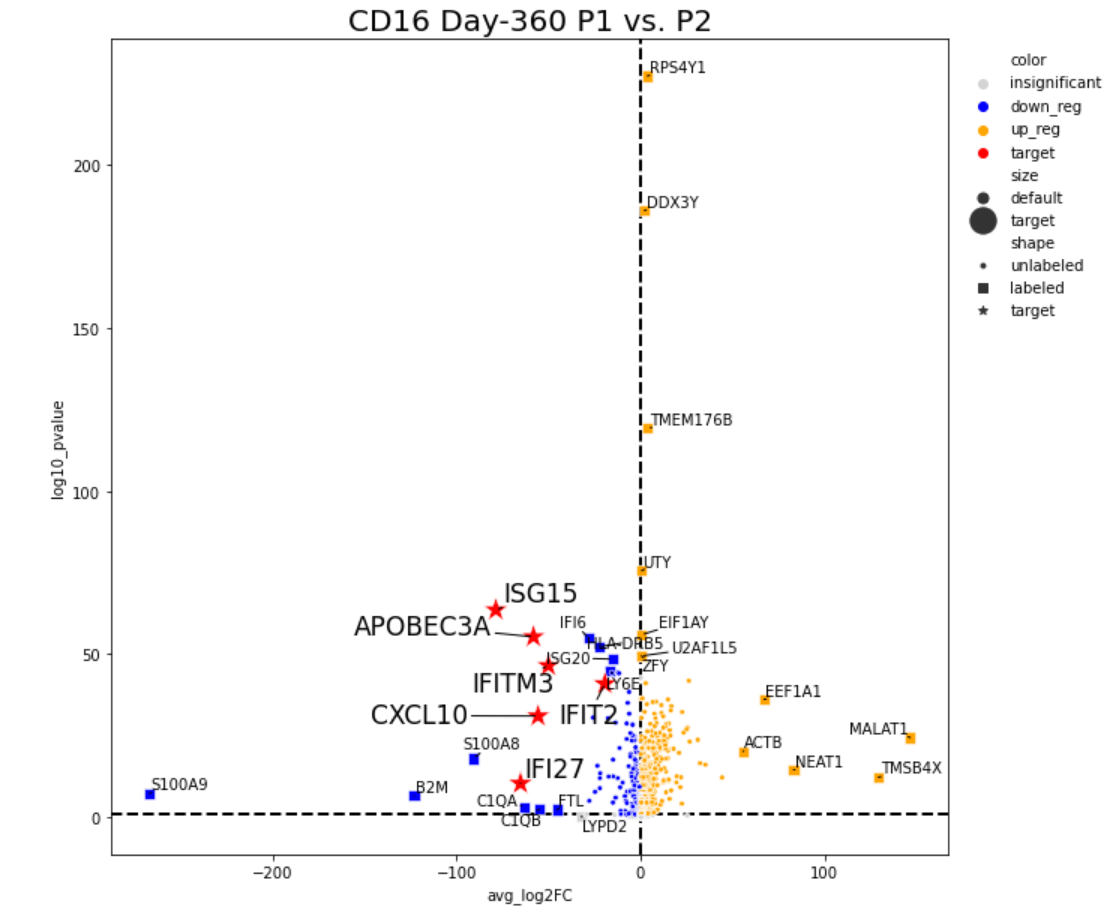 CD16 Day-360 P1 vs. P2
RPS4Y1
color
insignificant
down_reg
up_reg
target
size
default
target
shape
unlabeled
labeled
target
200
DDX3Y
150
TMEM176B
log10_pvalue
100
UTY
ISG15
APOBEC3A
IFI6
EIF1AY
HLA-DRB5
U2AF1L5
50
ISG20
ZFY
IFITM3
LY6E
EEF1A1
CXCL10
IFIT2
MALAT1
S100A8
ACTB
IFI27
NEAT1
TMSB4X
S100A9
B2M
C1QA
FTL
0
C1QB
LYPD2
−200
−100
0
100
avg_log2FC